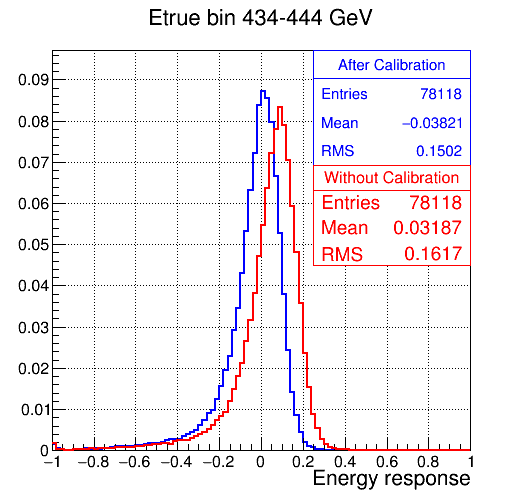 Etrue bin 434-444 GeV
After Calibration
Entries 78118
Mean −0.03821
RMS 0.1502
Without Calibration
Entries 78118
Mean 0.03187
RMS 0.1617
0.09
0.08
0.07
0.06
0.05
0.04
0.03
0.02
0.01
0
−1 −0.8 −0.6 −0.4 −0.2 0 0.2 0.4 0.6 0.8 1
Energy response